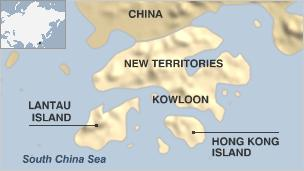 CHINA
NEW TERRITORIES
KOWLOON
LANTAU
ISLAND
HONG KONG
ISLAND
South China Sea